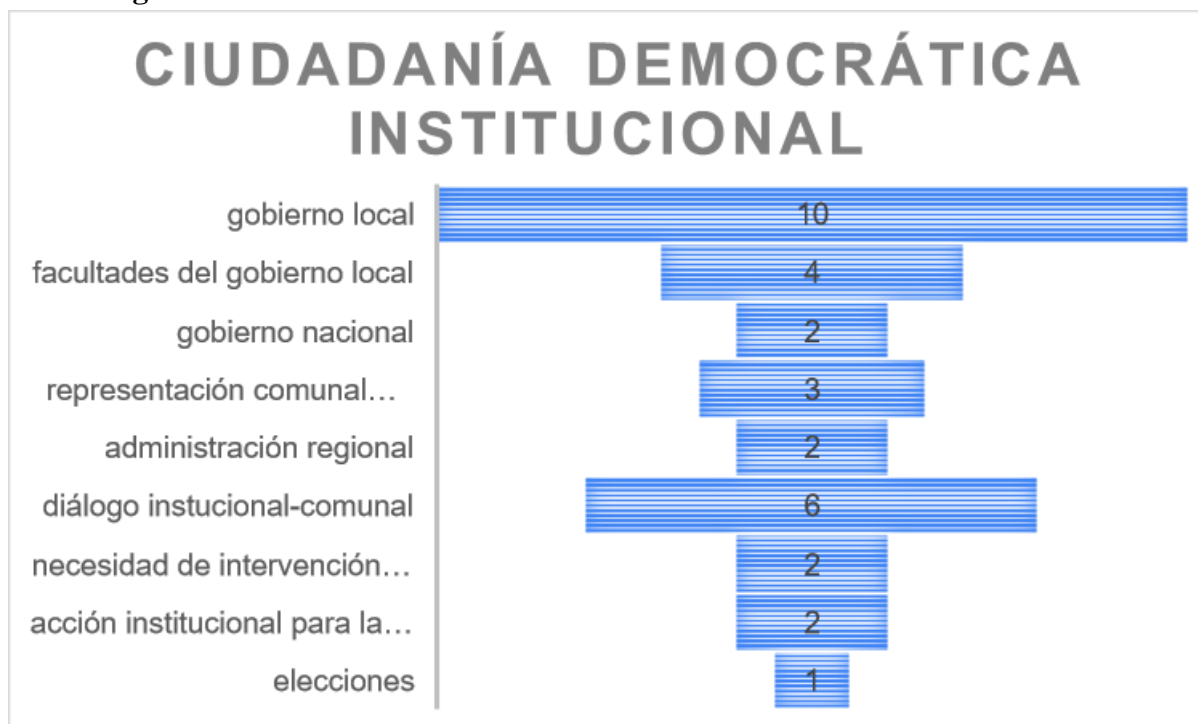 CIUDADANÍA DEMOCRÁTICA
INSTITUCIONAL
gobierno local 10
facultades del gobierno local 4
gobierno nacional 2
representación comunal... 3
administración regional 2
diálogo instucional-comunal 6
necesidad de intervención... 2
acción institucional para la... 2
elecciones 1